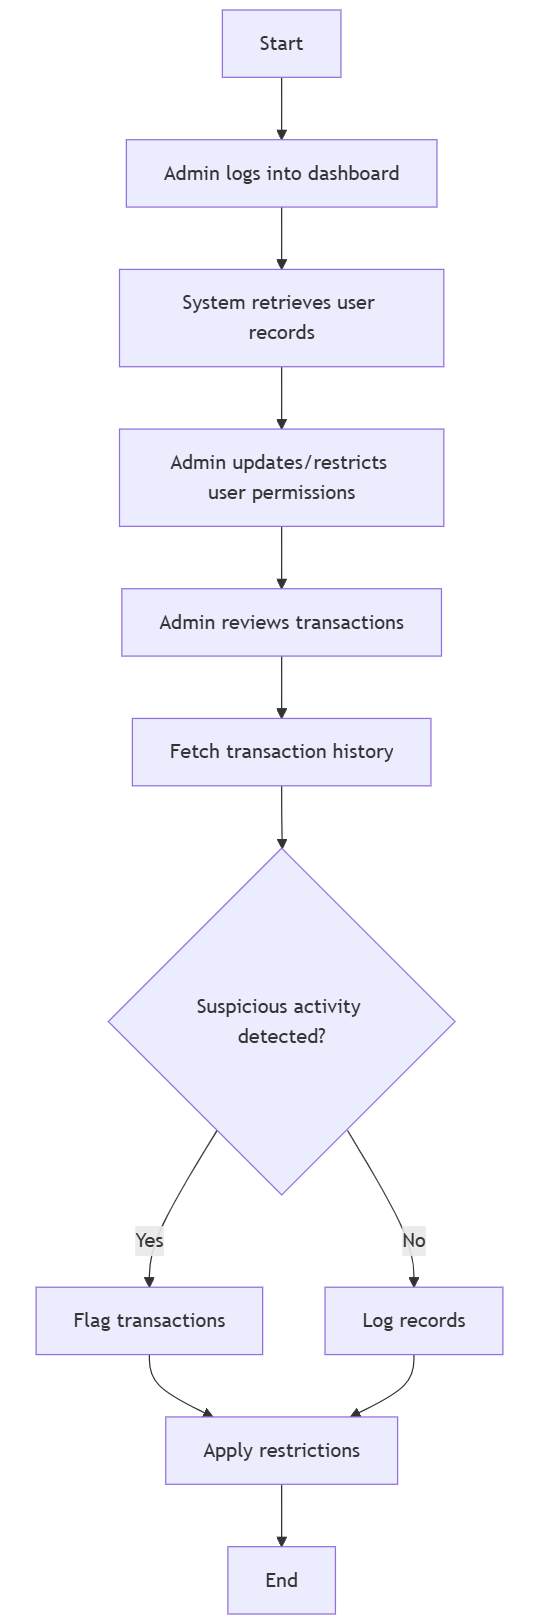 Start
Admin logs into dashboard
System retrieves user
records
Admin updates/restricts
user permissions
Admin reviews transactions
Fetch transaction history
Suspicious activity
detected?
Yes
No
Flag transactions
Log records
Apply restrictions
End